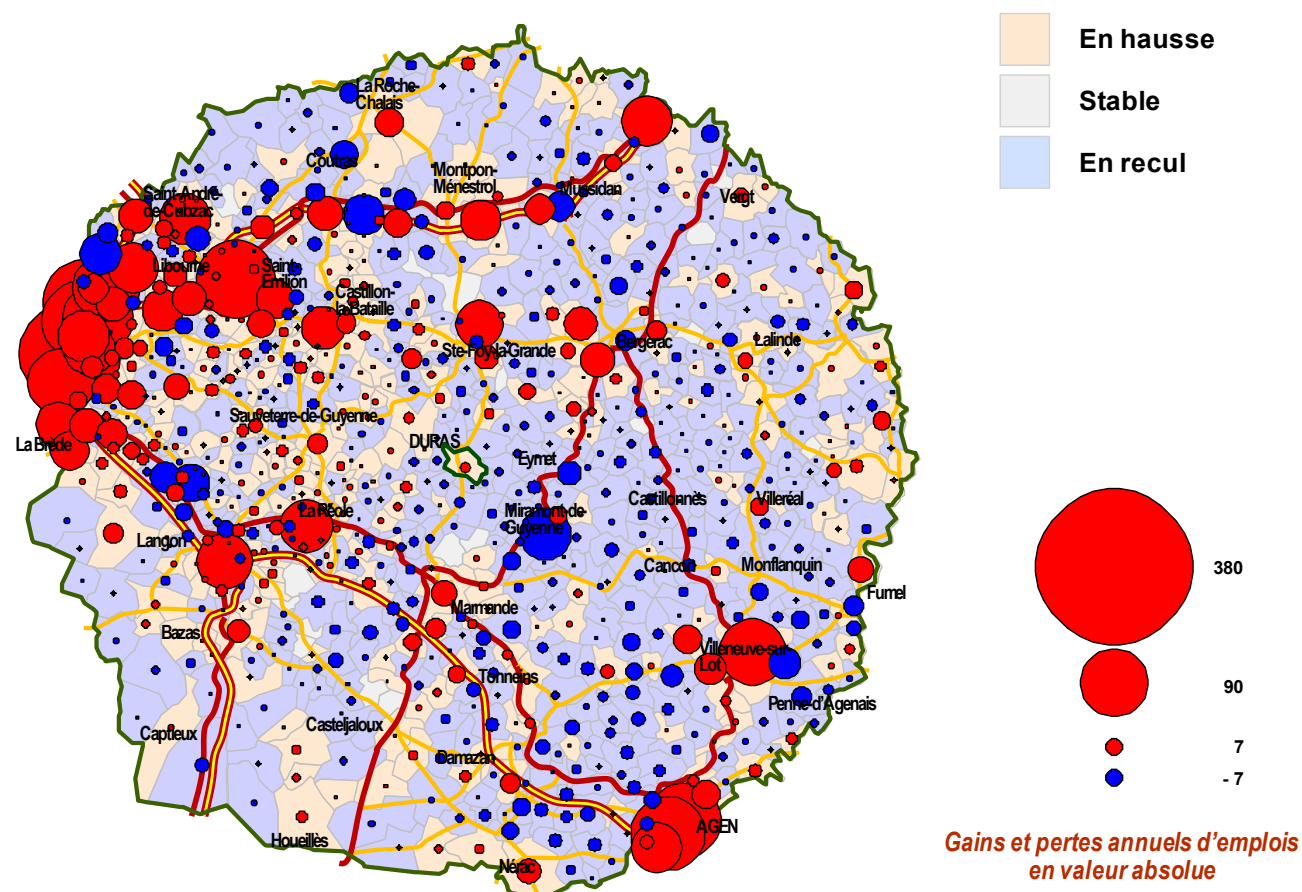 En hausse
Stable
En recul
La Roche-
Chalais
Coutras
Montpon-
Ménestrol
Mussidan
Vergt
Saint-André-
de-Cubzac
Libourne
Saint-
Emilion
Castillon-
la-Bataille
Ste-Foy-la-Grande
Bergerac
Lalinde
Sauveterre-de-Guyenne
La Brède
DURAS
Eymet
Castillonnès
Villeréal
La Réole
Miramont-de-
Guyenne
Langon
Cancon
Monflanquin
Fumel
Marmande
Bazas
Villeneuve-sur-
Lot
Tonneins
Penne-d'Agenais
Captieux
Casteljaloux
Damazan
AGEN
Houeillès
Nérac
380
90
7
- 7
Gains et pertes annuels d'emplois
en valeur absolue